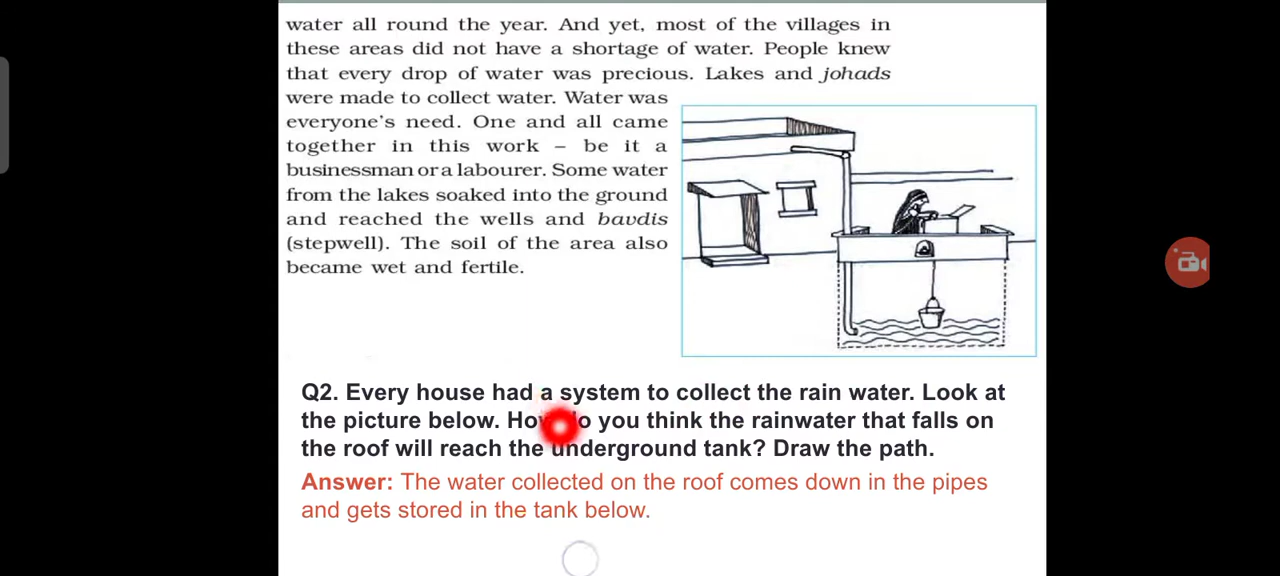 water all round the year. And yet, most of the villages in
these areas did not have a shortage of water. People knew
that every drop of water was precious. Lakes and johads
were made to collect water. Water was
everyone's need. One and all came
together in this work – be it a
businessman or a labourer. Some water
from the lakes soaked into the ground
and reached the wells and bavdis
(stepwell). The soil of the area also
became wet and fertile.
Q2. Every house had a system to collect the rain water. Look at
the picture below. you think the rainwater that falls on
the roof will reach the underground tank? Draw the path.
Answer: The water collected on the roof comes down in the pipes
and gets stored in the tank below.